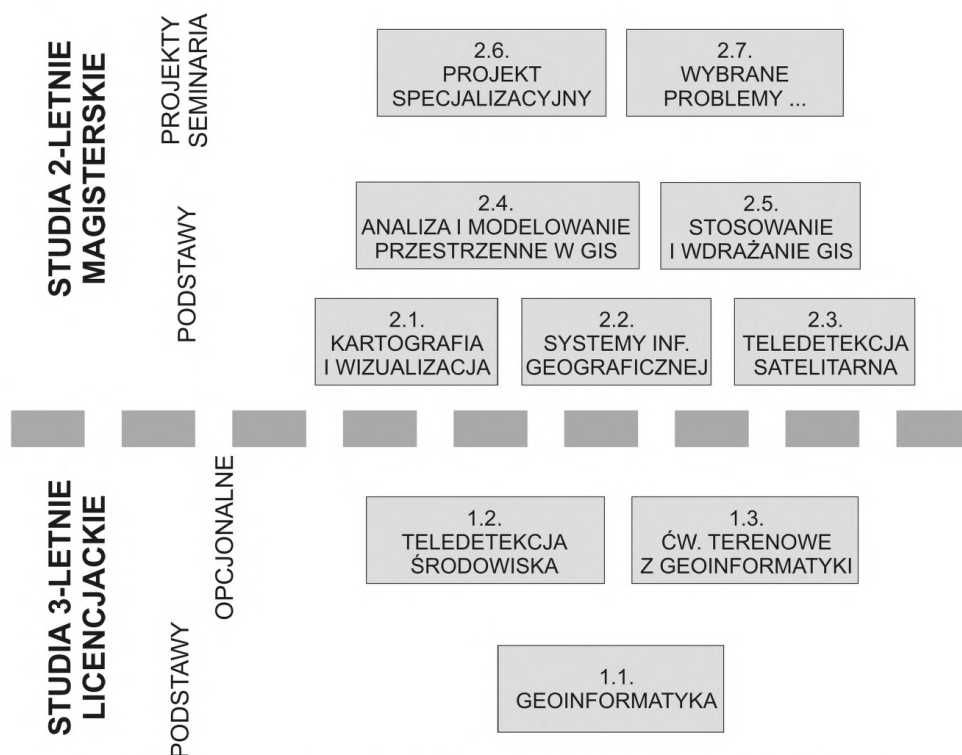 STUDIA 2-LETNIE
MAGISTERSKIE
PROJEKTY
SEMINARIA
2.6.
PROJEKT
SPECJALIZACYJNY
2.7.
WYBRANE
PROBLEMY ...
PODSTAWY
2.4.
ANALIZA I MODELOWANIE
PRZESTRZENNE W GIS
2.5.
STOSOWANIE
I WDRAŻANIE GIS
2.1.
KARTOGRAFIA
I WIZUALIZACJA
2.2.
SYSTEMY INF.
GEOGRAFICZNEJ
2.3.
TELEDETEKCJA
SATELITARNA
STUDIA 3-LETNIE
LICENCJACKIE
OPCJONALNE
1.2.
TELEDETEKCJA
ŚRODOWISKA
1.3.
ĆW. TERENOWE
Z GEOINFORMATYKI
PODSTAWY
1.1.
GEOINFORMATYKA